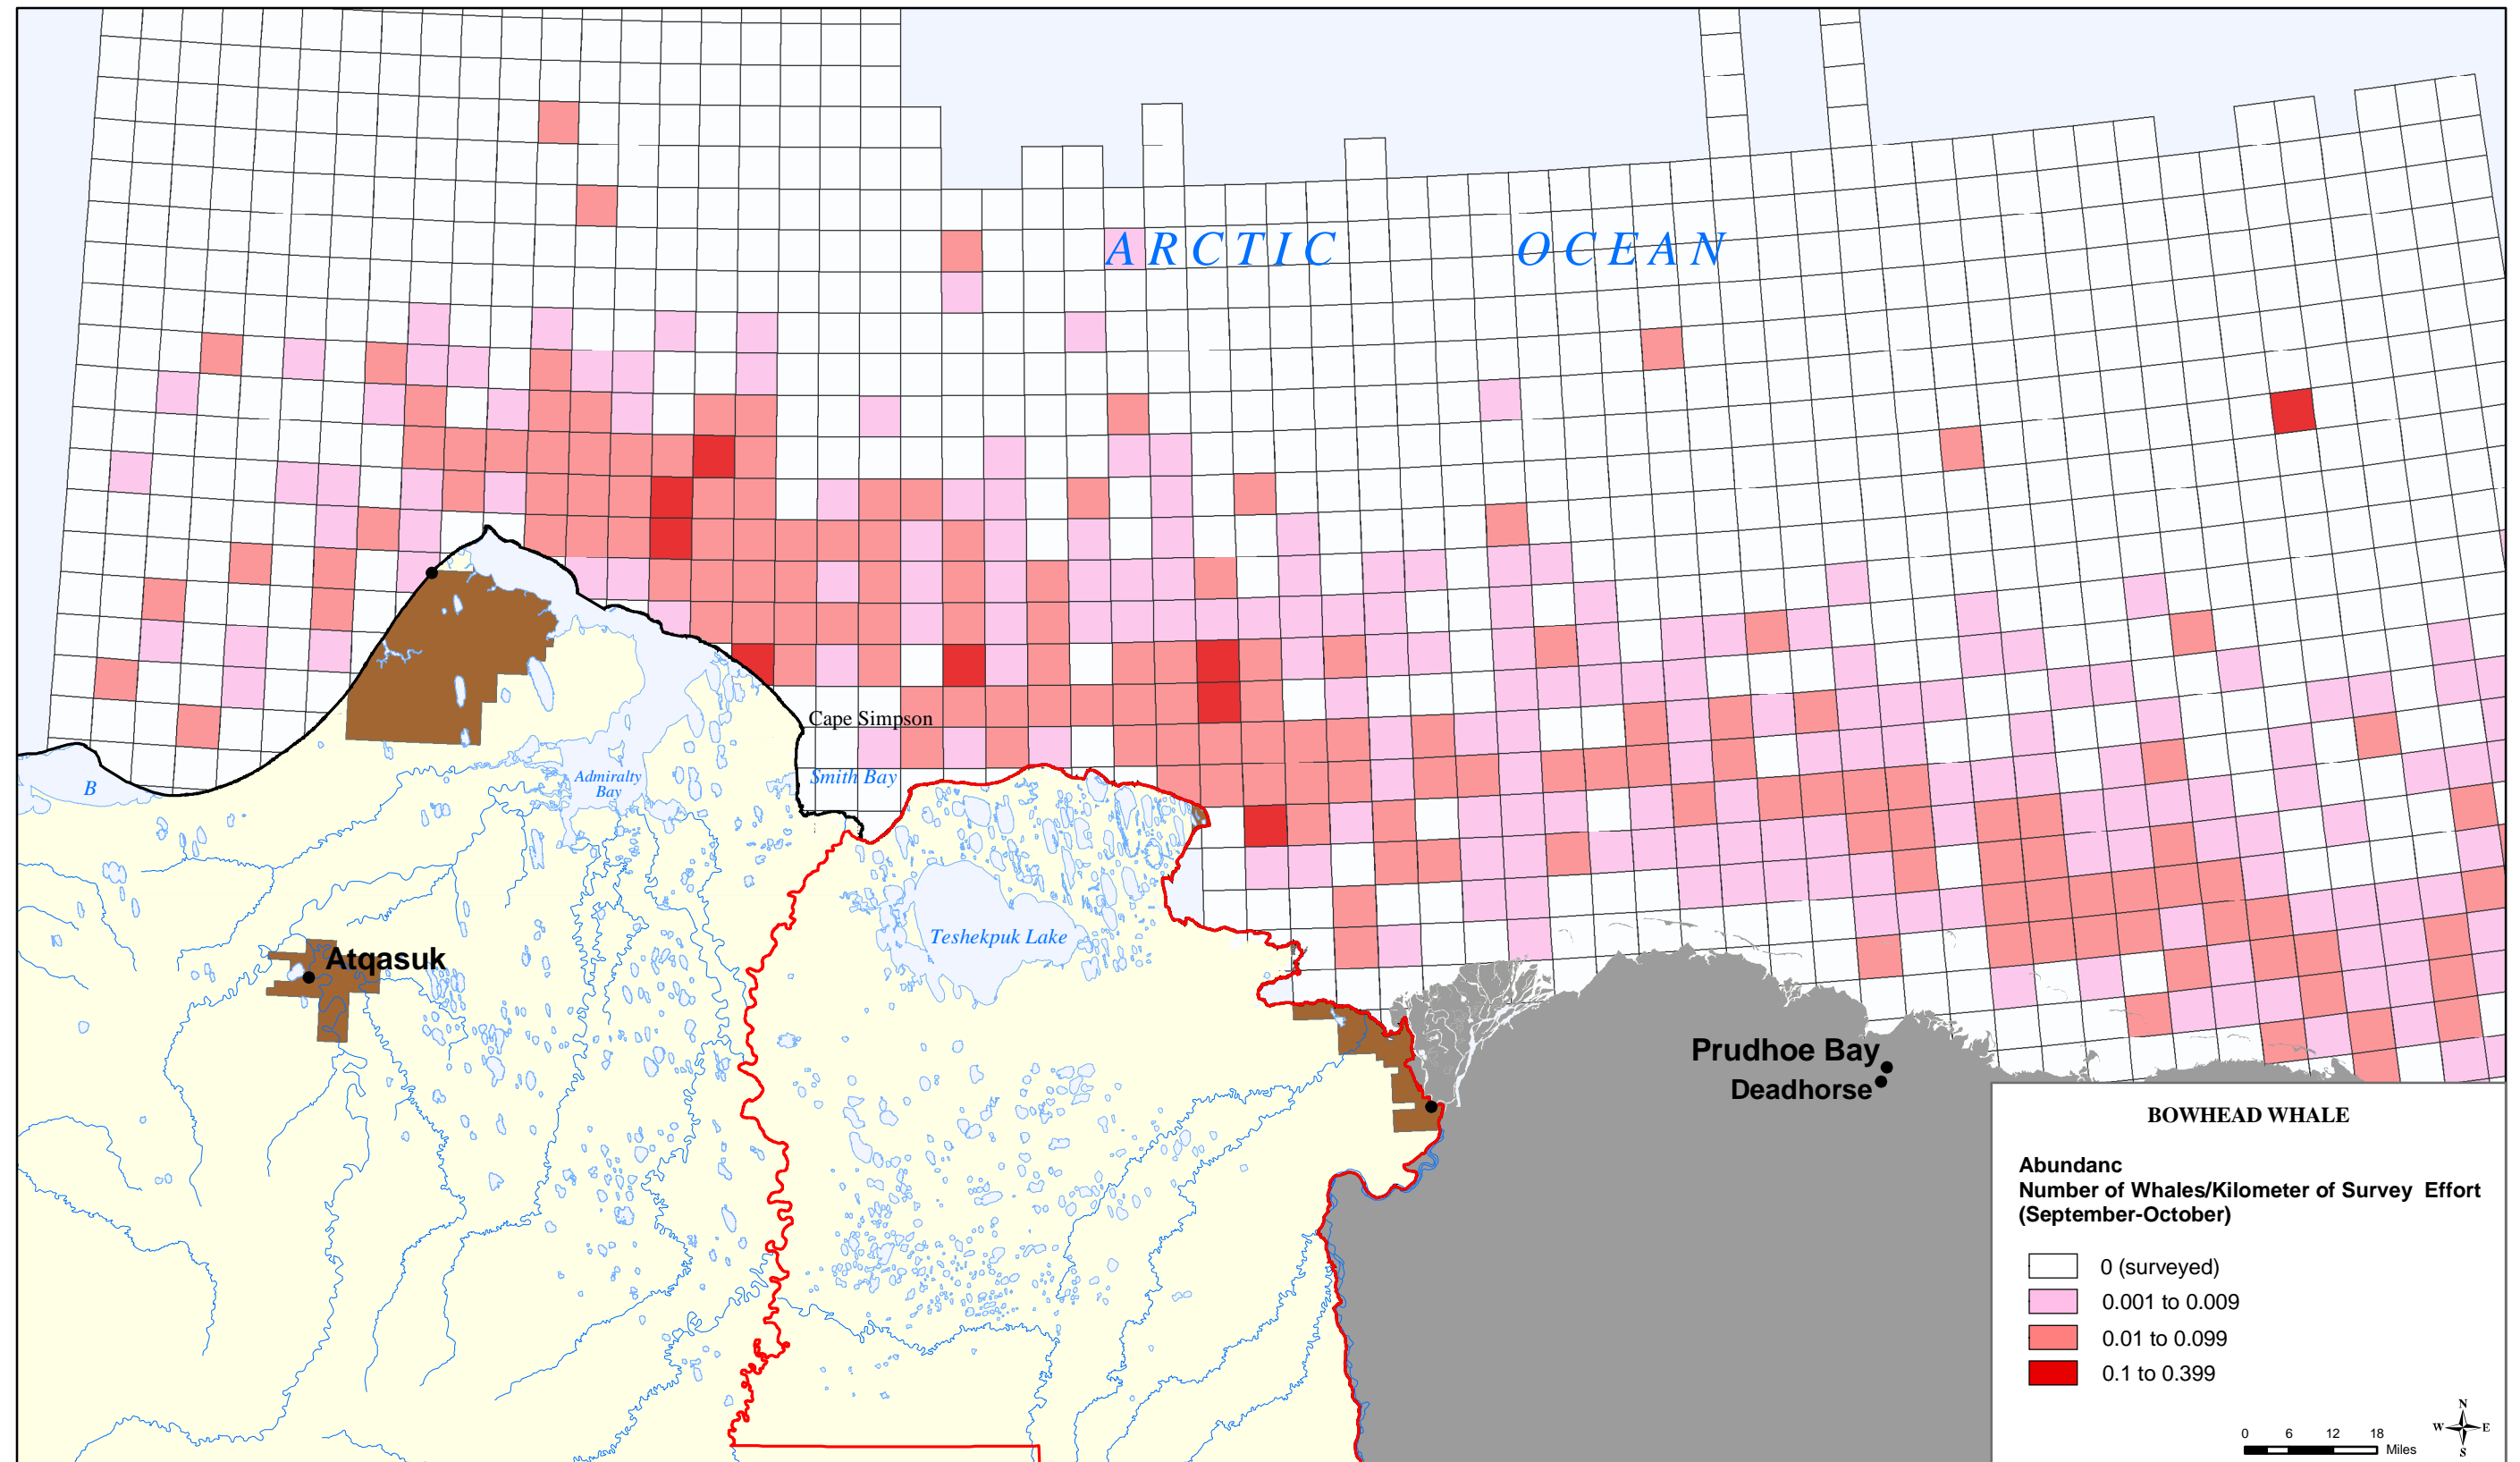 ARCTIC OCEAN
Cape Simpson
Smith Bay
Admiralty
Bay
B
Teshekpuk Lake
Atqasuk
Prudhoe Bay
Deadhorse
BOWHEAD WHALE
Abundanc
Number of Whales/Kilometer of Survey Effort
(September-October)
0 (surveyed)
0.001 to 0.009
0.01 to 0.099
0.1 to 0.399
N
W E
S
0 6 12 18
Miles